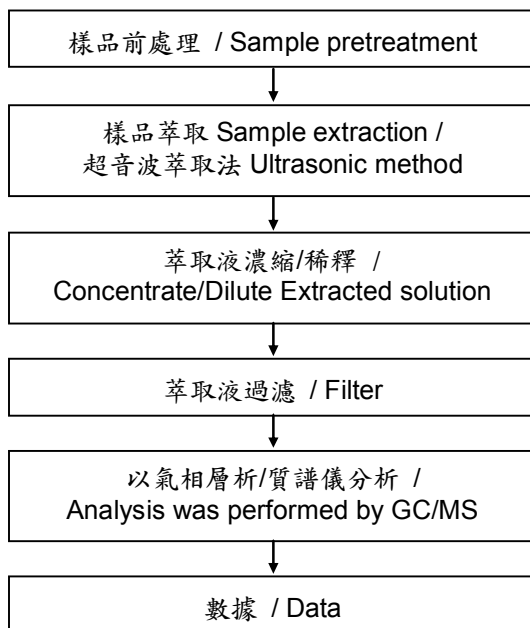 樣品前處理 / Sample pretreatment
樣品萃取 Sample extraction /
超音波萃取法 Ultrasonic method
萃取液濃縮/稀釋 /
Concentrate/Dilute Extracted solution
萃取液過濾 / Filter
以氣相層析/質譜儀分析 /
Analysis was performed by GC/MS
數據 / Data